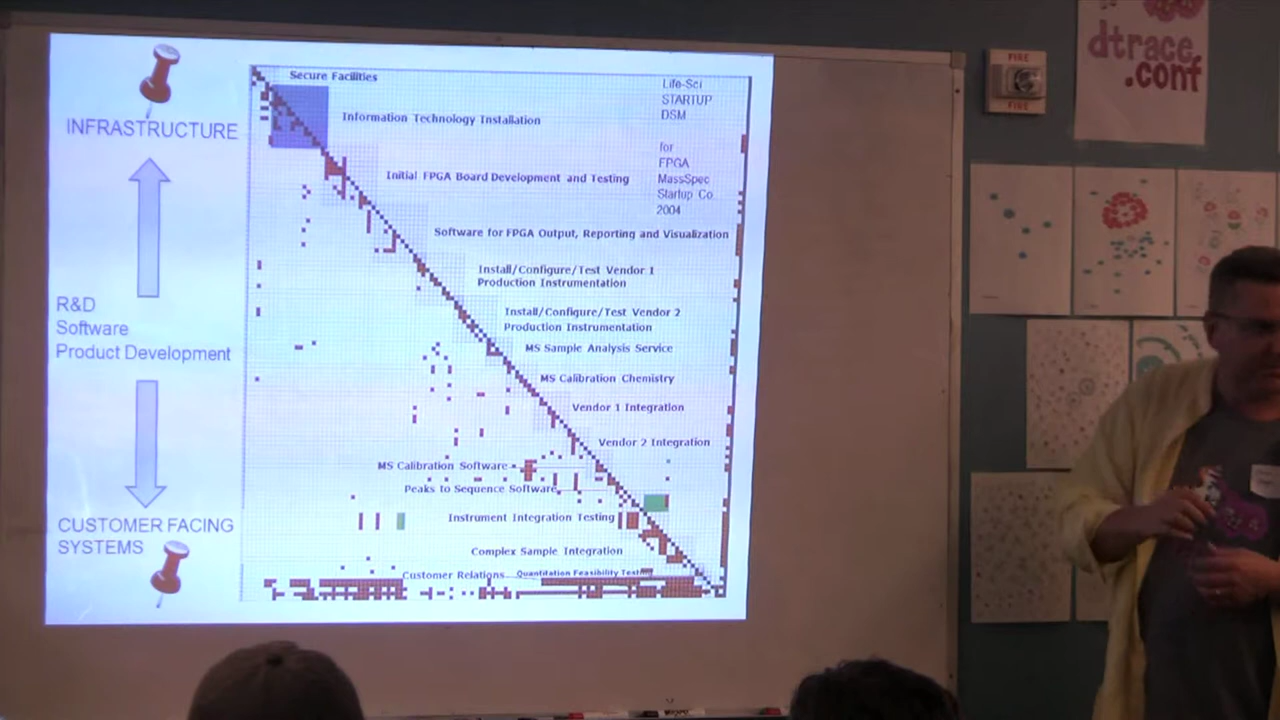 INFRASTRUCTURE
R&D
Software
Product Development
CUSTOMER FACING
SYSTEMS
Secure Facilities
Information Technology Installation
Initial FPGA Board Development and Testing
Software for FPGA Output, Reporting and Visualization
Install/Configure/Test Vendor 1
Production Instrumentation
Install/Configure/Test Vendor 2
Production Instrumentation
MS Sample Analysis Service
MS Calibration Chemistry
Vendor 1 Integration
Vendor 2 Integration
MS Calibration Software
Peaks to Sequence Software
Instrument Integration Testing
Complex Sample Integration
Customer Relations
Quantitation Feasibility
Life-Sci
STARTUP
DSM
for
FPGA
MassSpec
Startup Co
2004
FIRE
FIRE
dtrace
.conf